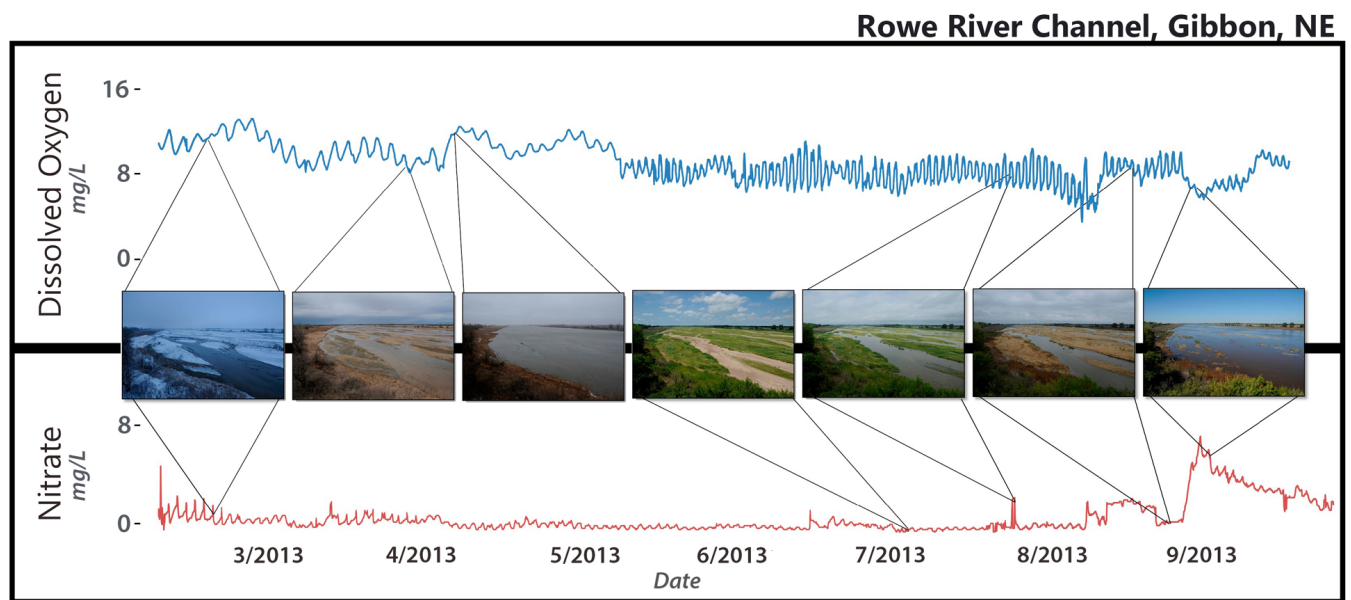 Rowe River Channel, Gibbon, NE
Dissolved Oxygen
mg/L
16 -
8 -
0 -
Nitrate
mg/L
8 -
0 -
3/2013 4/2013 5/2013 6/2013 7/2013 8/2013 9/2013
Date